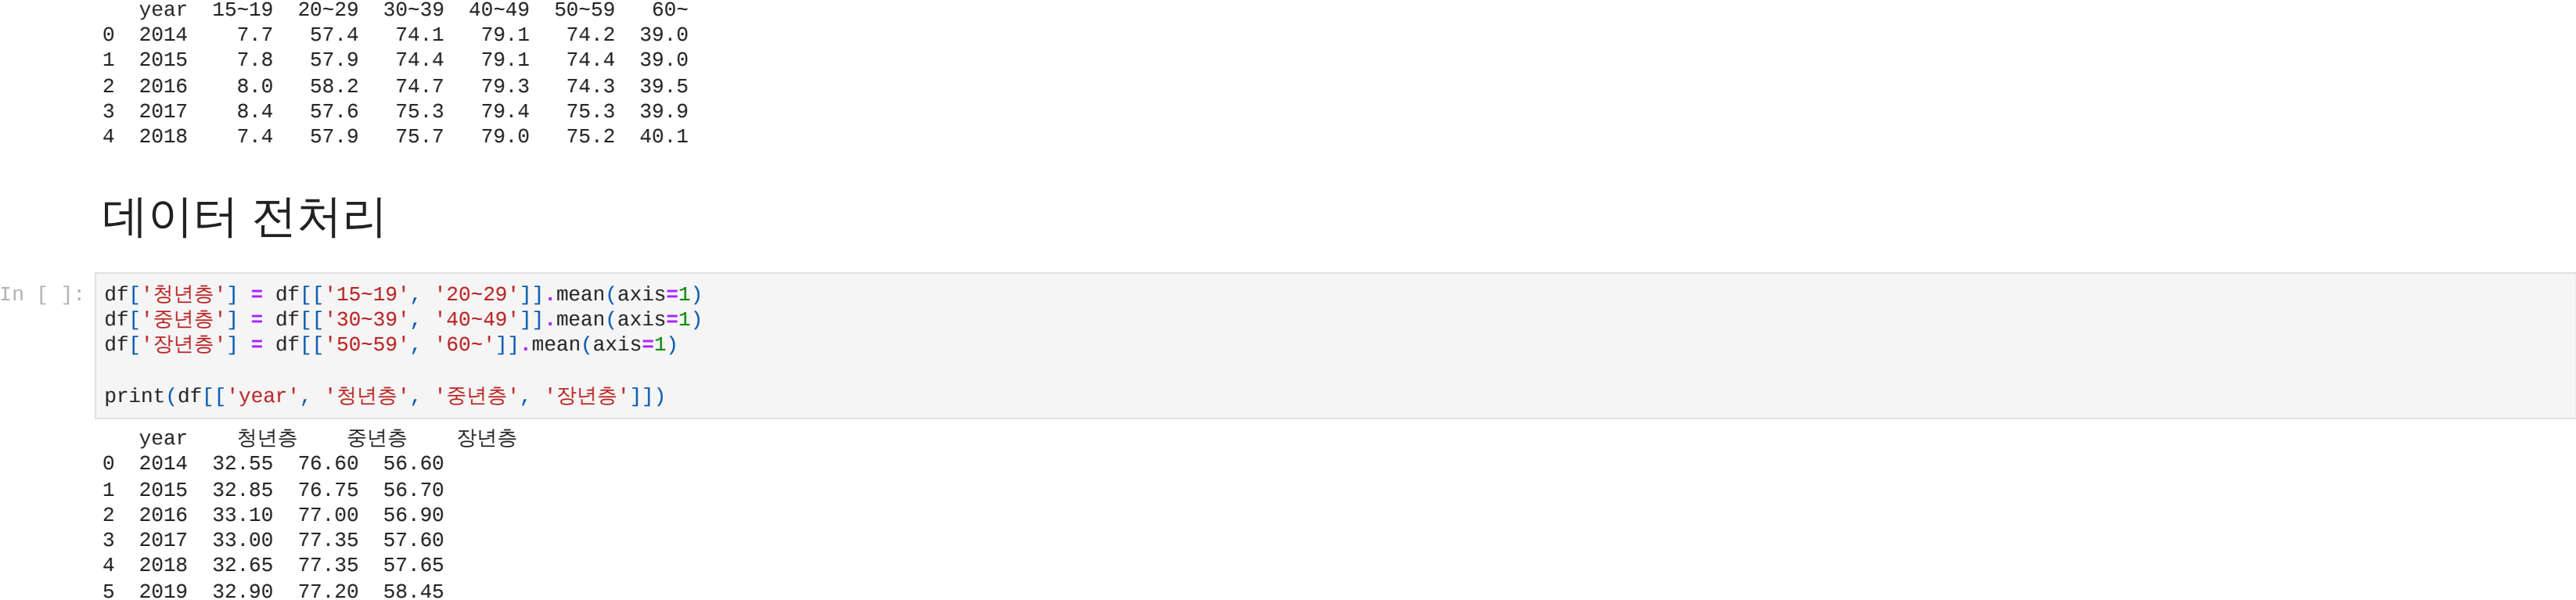 year 15~19 20~29 30~39 40~49 50~59 60~
0 2014 7.7 57.4 74.1 79.1 74.2 39.0
1 2015 7.8 57.9 74.4 79.1 74.4 39.0
2 2016 8.0 58.2 74.7 79.3 74.3 39.5
3 2017 8.4 57.6 75.3 79.4 75.3 39.9
4 2018 7.4 57.9 75.7 79.0 75.2 40.1
데이터 전처리
In [ ]: df['청년층'] = df[['15~19', '20~29']].mean(axis=1)
df['중년층'] = df[['30~39', '40~49']].mean(axis=1)
df['장년층'] = df[['50~59', '60~']].mean(axis=1)
print(df[['year', '청년층', '중년층', '장년층']])
year 청년층 중년층 장년층
0 2014 32.55 76.60 56.60
1 2015 32.85 76.75 56.70
2 2016 33.10 77.00 56.90
3 2017 33.00 77.35 57.60
4 2018 32.65 77.35 57.65
5 2019 32.90 77.20 58.45